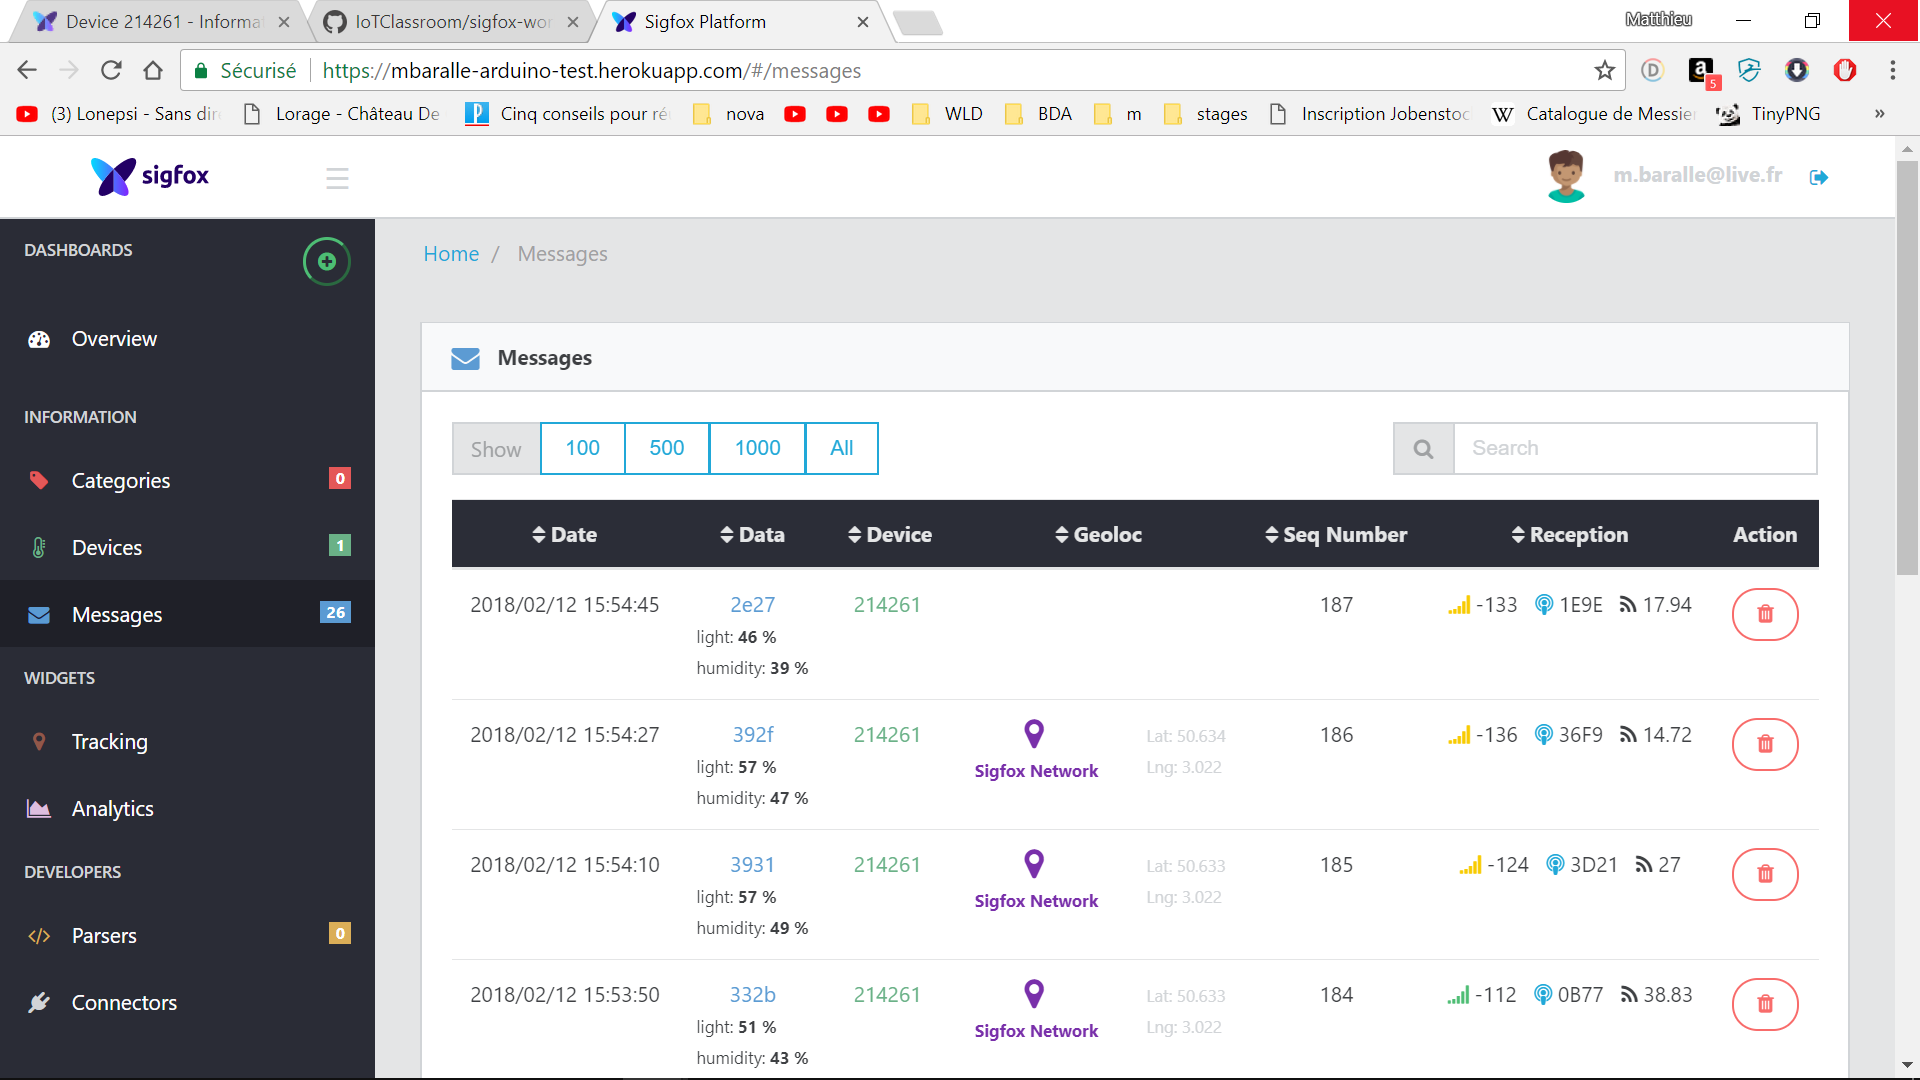 Device 214261 - Informat
IoTClassroom/sigfox-wor
Sigfox Platform
Matthieu
Sécurisé
https://mbaralle-arduino-test.herokuapp.com/#/messages
5
(3) Lonepsi - Sans dire
Lorage - Château De
Cinq conseils pour ré
nova
WLD
BDA
m
stages
Inscription Jobenstoc
Catalogue de Messier
TinyPNG
»
sigfox
m.baralle@live.fr
DASHBOARDS
Overview
INFORMATION
Categories 0
Devices 1
Messages 26
WIDGETS
Tracking
Analytics
DEVELOPERS
Parsers 0
Connectors
Home / Messages
Messages
Show 100 500 1000 All
Search
Date Data Device Geoloc Seq Number Reception Action
2018/02/12 15:54:45 2e27 214261 187 -133 1E9E 17.94
light: 46 %
humidity: 39 %
2018/02/12 15:54:27 392f 214261 Lat: 50.634 186 -136 36F9 14.72
light: 57 % Sigfox Network Lng: 3.022
humidity: 47 %
2018/02/12 15:54:10 3931 214261 Lat: 50.633 185 -124 3D21 27
light: 57 % Sigfox Network Lng: 3.022
humidity: 49 %
2018/02/12 15:53:50 332b 214261 Lat: 50.633 184 -112 0B77 38.83
light: 51 % Sigfox Network Lng: 3.022
humidity: 43 %